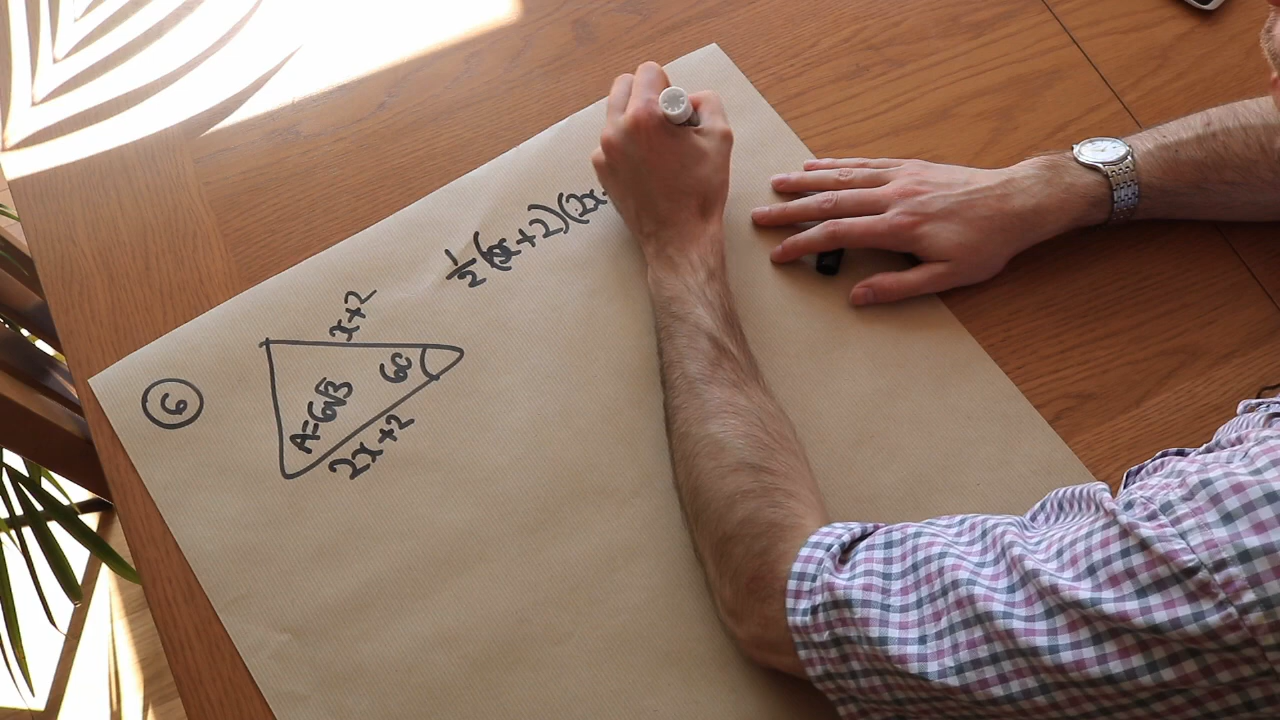 6
x+2
60
A=6√3
2x+2
1/2(x+2)(2x